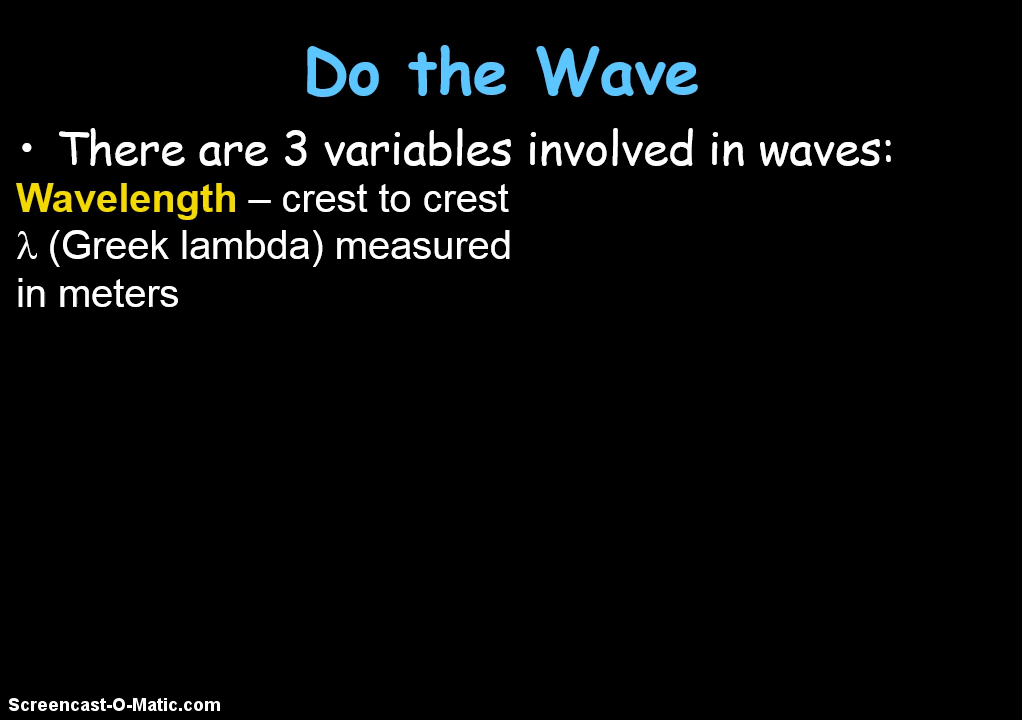 Do the Wave
• There are 3 variables involved in waves:
Wavelength – crest to crest
λ (Greek lambda) measured
in meters
Screencast-O-Matic.com